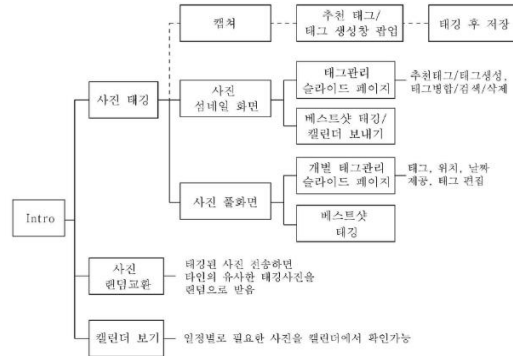 캡쳐
추천 태그/
태그 생성창 팝업
태깅 후 저장
사진 태깅
사진
섬네일 화면
태그관리
슬라이드 페이지
추천태그/태그생성,
태그병합/검색/삭제
베스트샷 태깅/
캘린더 보내기
사진 풀화면
개별 태그관리
슬라이드 페이지
태그, 위치, 날짜
제공, 태그 편집
베스트샷
태깅
Intro
사진
랜덤교환
태깅된 사진 전송하면
타인의 유사한 태깅사진을
랜덤으로 받음
캘린더 보기
일정별로 필요한 사진을 캘린더에서 확인가능